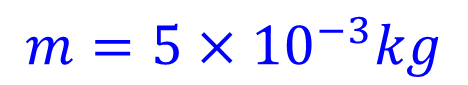 m = 5 × 10⁻³kg